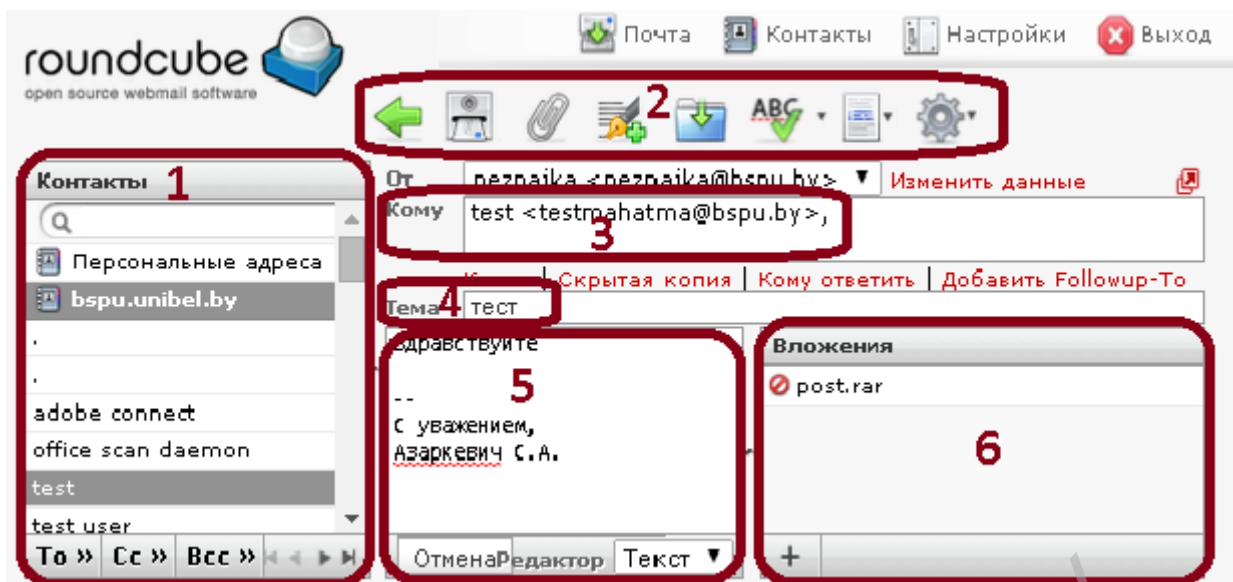 roundcube
open source webmail software
Почта Контакты Настройки Выход
2
ABC
Контакты 1
Персональные адреса
bspu.unibel.by
.
.
adobe connect
office scan daemon
test
test user
To » Cc » Bcc »
От neznaika <neznaika@bspu.by> Изменить данные
Кому test <testmahatma@bspu.by>,
3
Скрытая копия | Кому ответить | Добавить Followup-To
Тема 4 тест
Здравствуйте
5
--
С уважением,
Азаркевич С.А.
Отмена Редактор Текст
Вложения
post.rar
6
+